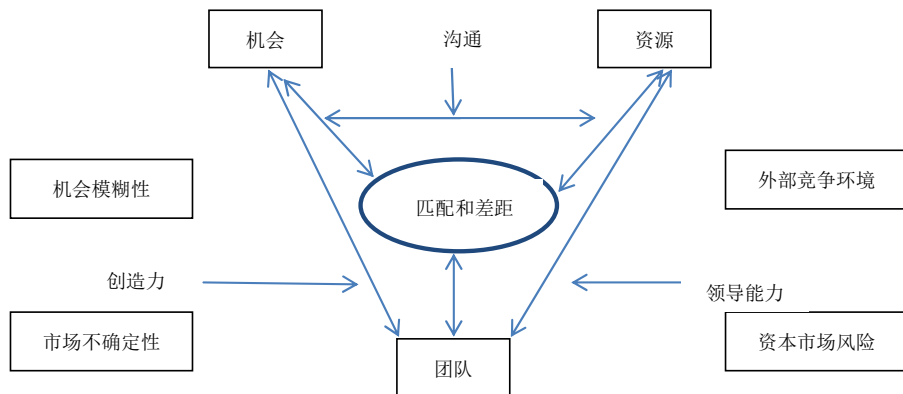 机会
沟通
资源
机会模糊性
外部竞争环境
匹配和差距
创造力
领导能力
市场不确定性
资本市场风险
团队